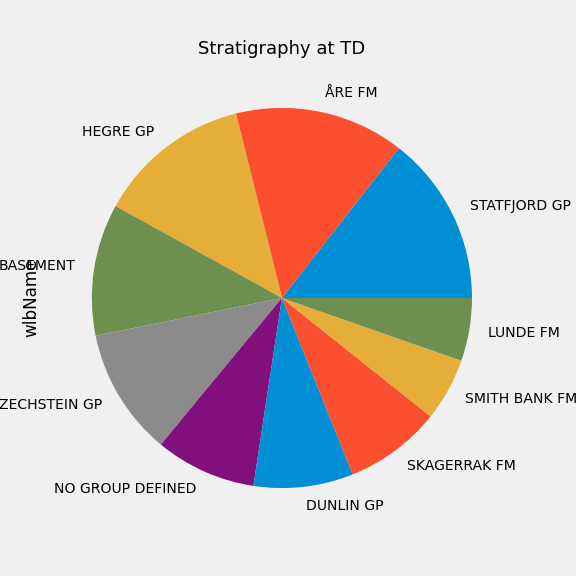 Stratigraphy at TD
ÅRE FM
HEGRE GP
STATFJORD GP
BASEMENT
wlbName
LUNDE FM
ZECHSTEIN GP
SMITH BANK FM
SKAGERRAK FM
NO GROUP DEFINED
DUNLIN GP